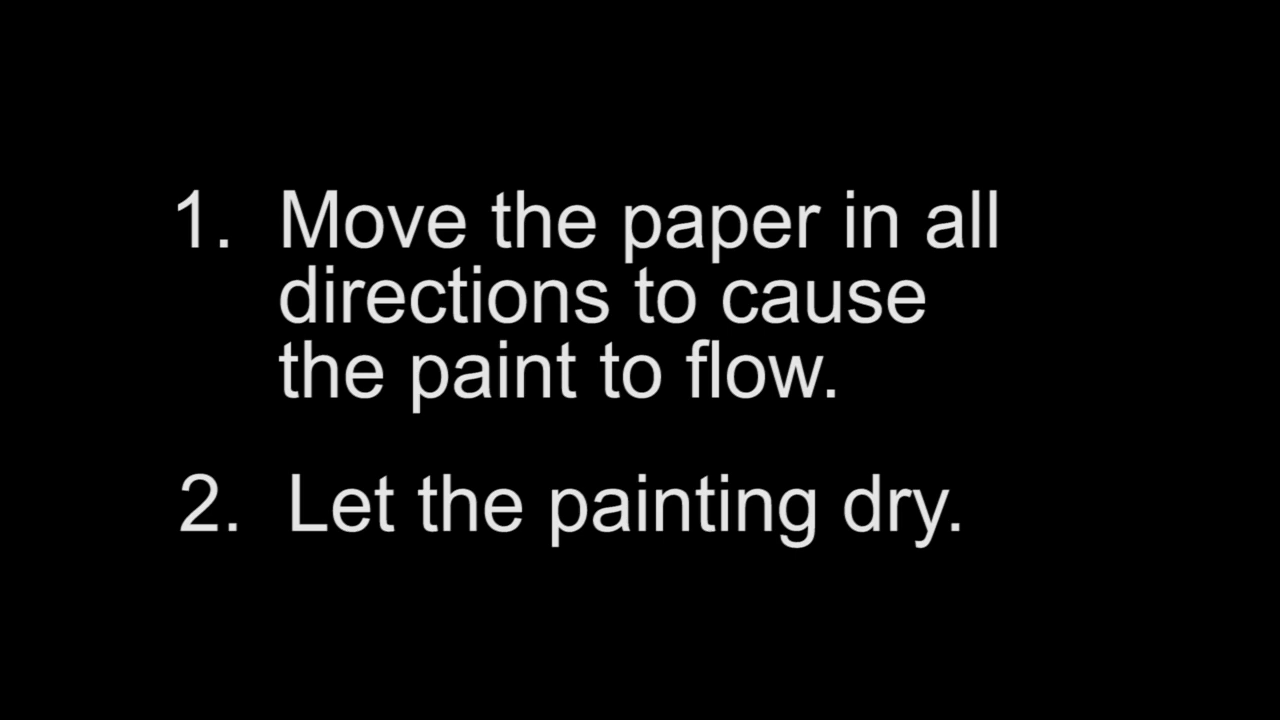 1. Move the paper in all
directions to cause
the paint to flow.
2. Let the painting dry.